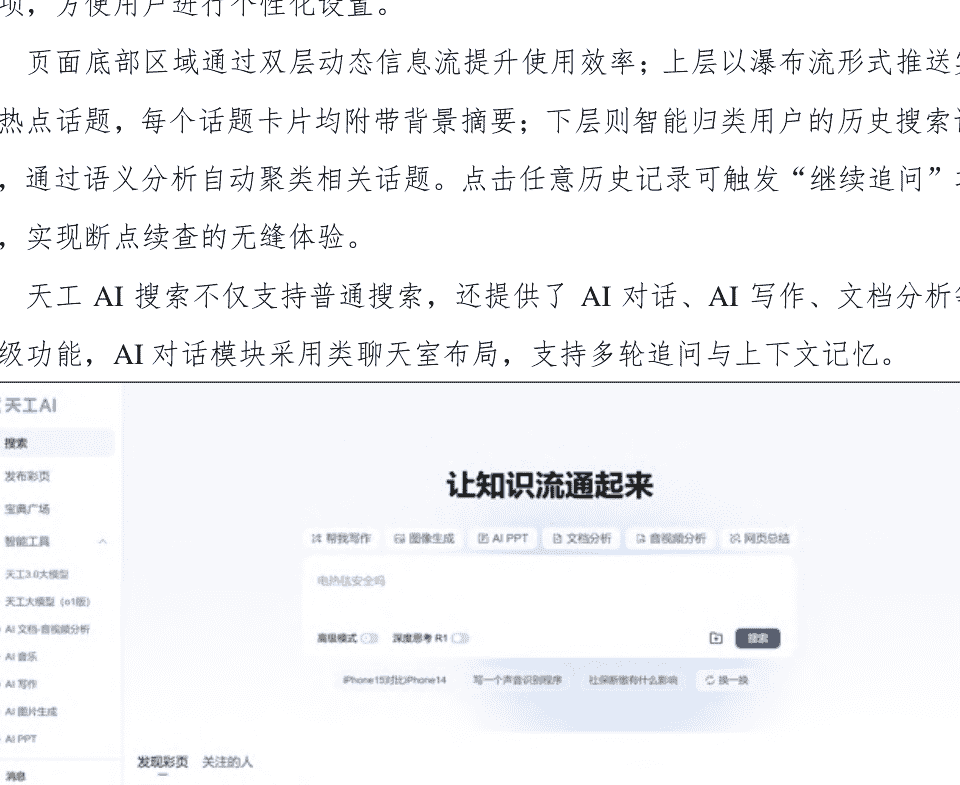 项，方便用户进行个性化设置。
页面底部区域通过双层动态信息流提升使用效率；上层以瀑布流形式推送
热点话题，每个话题卡片均附带背景摘要；下层则智能归类用户的历史搜索
，通过语义分析自动聚类相关话题。点击任意历史记录可触发“继续追问”
，实现断点续查的无缝体验。
天工 AI 搜索不仅支持普通搜索，还提供了 AI 对话、AI 写作、文档分析等
级功能，AI 对话模块采用类聊天室布局，支持多轮追问与上下文记忆。
天工AI
搜索
发布彩页
宝典广场
智能工具
天工3.0大模型
天工大模型（o1版）
AI 文档-音视频分析
AI 音乐
AI 写作
AI 图片生成
AI PPT
消息
让知识流通起来
帮我写作 图像生成 AI PPT 文档分析 音视频分析 网页总结
电热毯安全吗
高级模式 深度思考 R1 搜索
iPhone15对比iPhone14 写一个声音识别程序 社保断缴有什么影响 换一换
发现彩页 关注的人